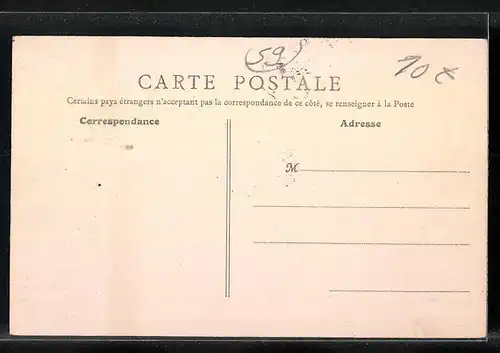 59
90 €
CARTE POSTALE
Certains pays étrangers n'acceptant pas la correspondance de ce côté, se renseigner à la Poste
Correspondance
Adresse
M